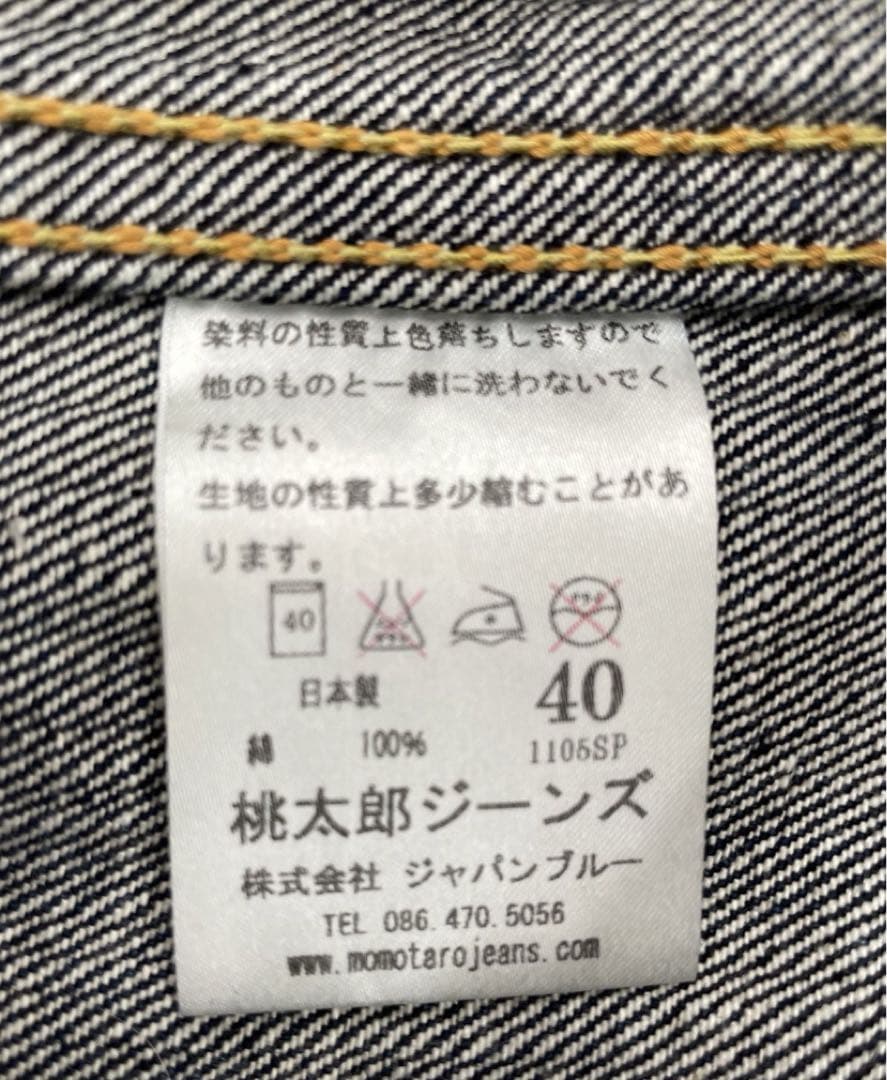 染料の性質上色落ちしますので
他のものと一緒に洗わないでく
ださい。
生地の性質上多少縮むことがあ
ります。
40
日本製
40
綿 100%
1105SP
桃太郎ジーンズ
株式会社 ジャパンブルー
TEL 086.470.5056
www.momotarojeans.com